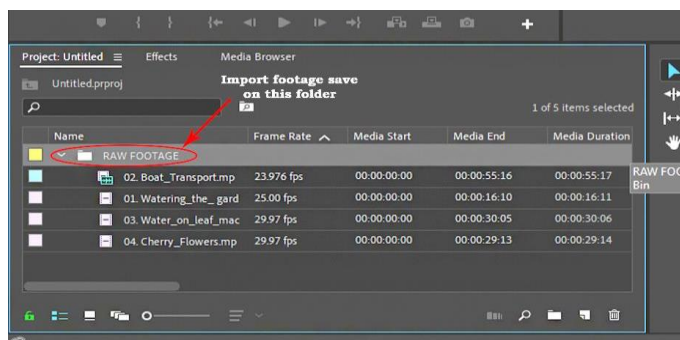 Project: Untitled Effects Media Browser
Untitled.prproj
Import footage save
on this folder
1 of 5 items selected
Name Frame Rate Media Start Media End Media Duration
RAW FOOTAGE
02. Boat_Transport.mp 23.976 fps 00:00:00:00 00:00:55:16 00:00:55:17
RAW FOO
Bin
01. Watering_the_ gard 25.00 fps 00:00:00:00 00:00:16:10 00:00:16:11
03. Water_on_leaf_mac 29.97 fps 00:00:00:00 00:00:30:05 00:00:30:06
04. Cherry_Flowers.mp 29.97 fps 00:00:00:00 00:00:29:13 00:00:29:14